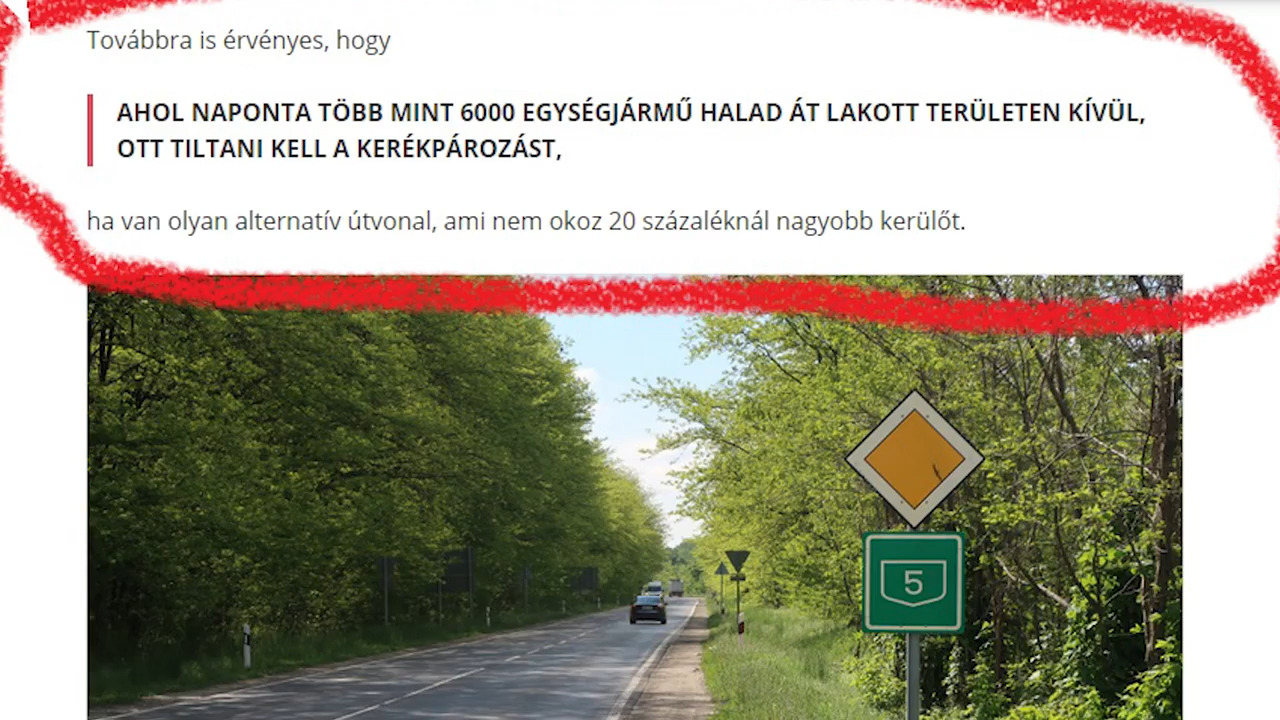 Továbbra is érvényes, hogy
AHOL NAPONTA TÖBB MINT 6000 EGYSÉGJÁRMŰ HALAD ÁT LAKOTT TERÜLETEN KÍVÜL,
OTT TILTANI KELL A KERÉKPÁROZÁST,
ha van olyan alternatív útvonal, ami nem okoz 20 százaléknál nagyobb kerülőt.
5